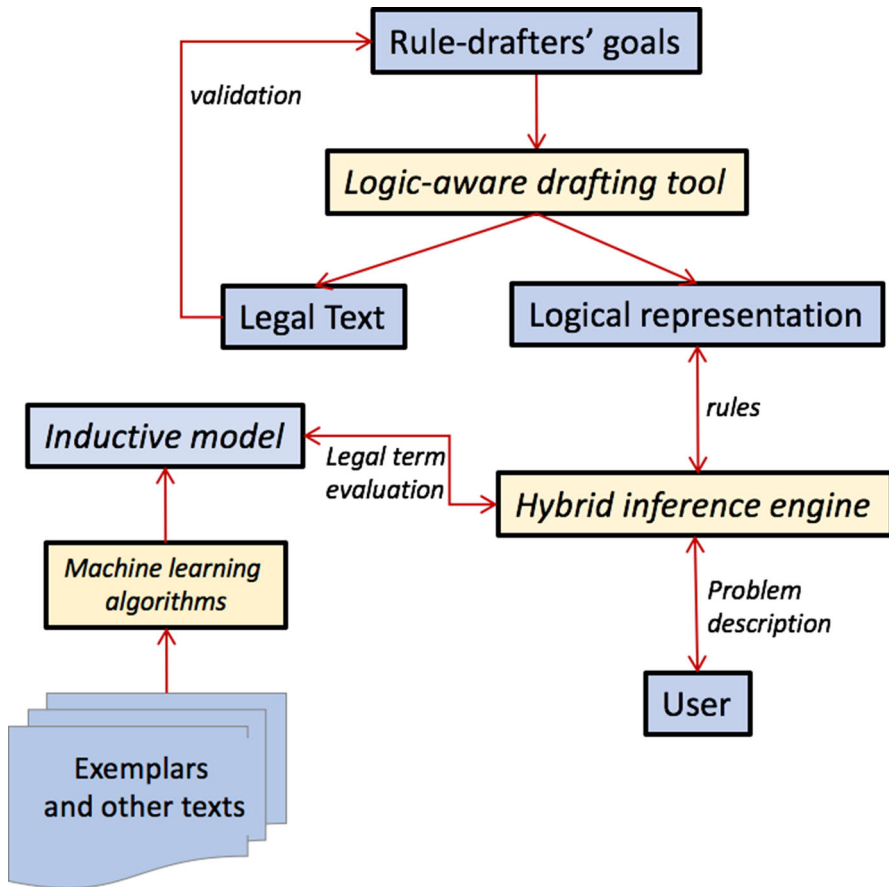 Rule-drafters’ goals
validation
Logic-aware drafting tool
Legal Text
Logical representation
rules
Inductive model
Legal term
evaluation
Hybrid inference engine
Machine learning
algorithms
Problem
description
User
Exemplars
and other texts